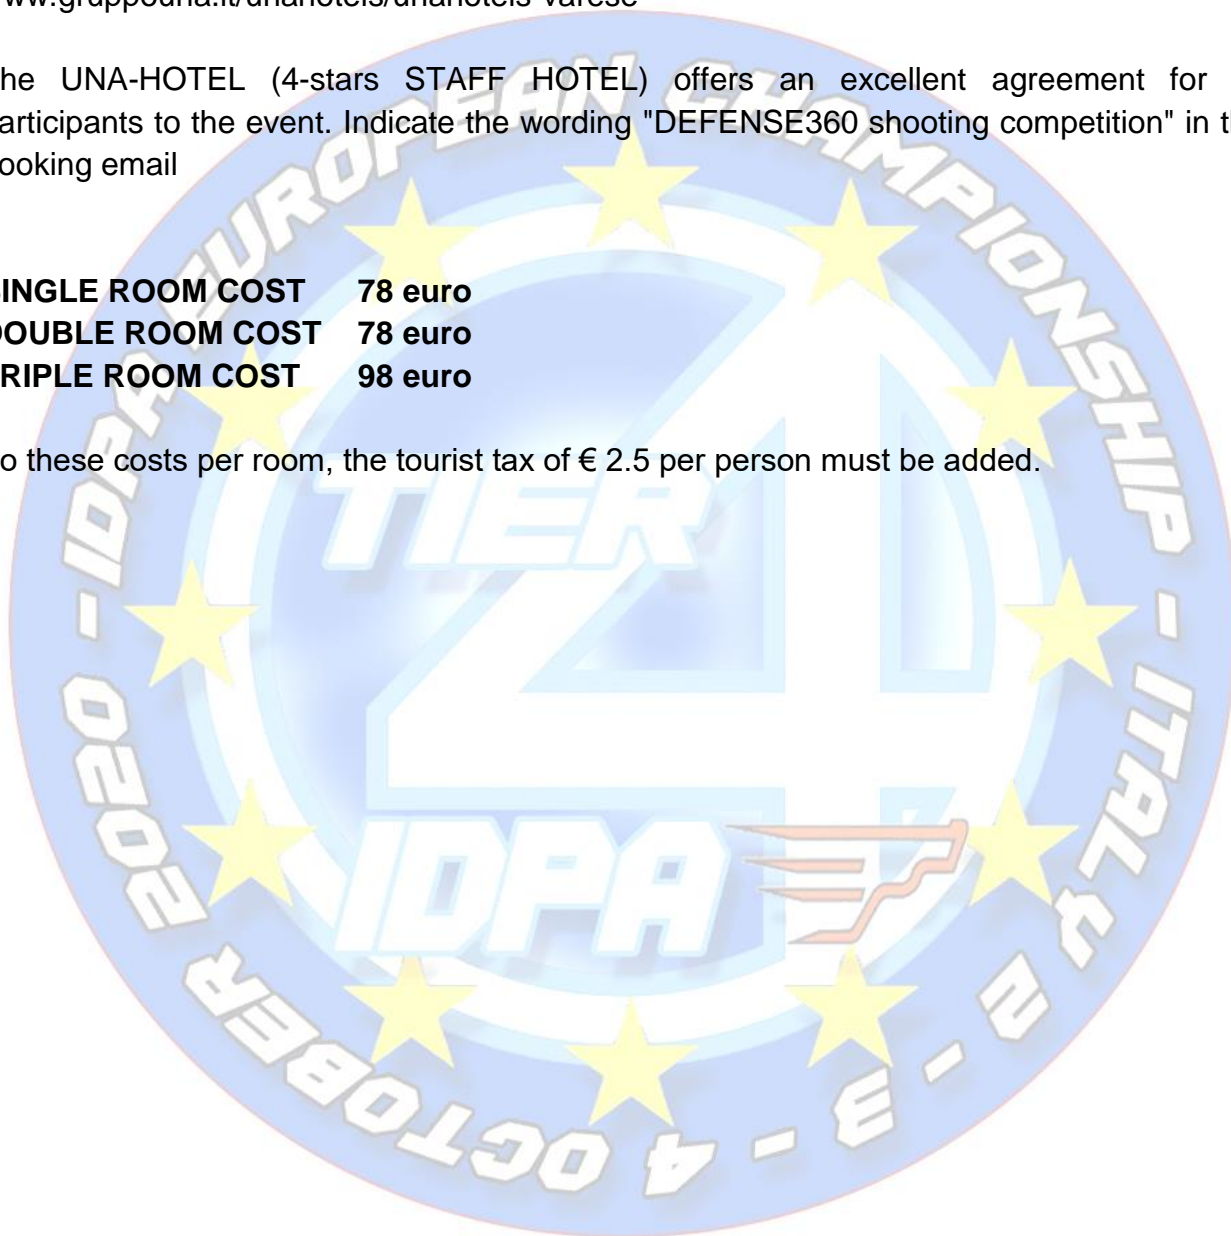 ww.gruppouna.it/unahotels/unahotels-varese
he UNA-HOTEL (4-stars STAFF HOTEL) offers an excellent agreement for
articipants to the event. Indicate the wording "DEFENSE360 shooting competition" in t
ooking email
INGLE ROOM COST 78 euro
OUBLE ROOM COST 78 euro
RIPLE ROOM COST 98 euro
o these costs per room, the tourist tax of € 2.5 per person must be added.
IDPA EUROPEAN CHAMPIONSHIP - ITALY 2 - 3 - 4 OCTOBER 2020 -
TIER
4
IDPA